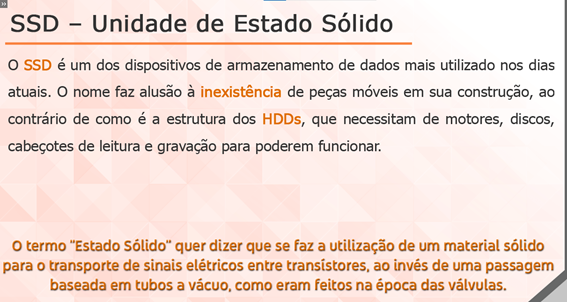 SSD – Unidade de Estado Sólido
O SSD é um dos dispositivos de armazenamento de dados mais utilizado nos dias
atuais. O nome faz alusão à inexistência de peças móveis em sua construção, ao
contrário de como é a estrutura dos HDDs, que necessitam de motores, discos,
cabeçotes de leitura e gravação para poderem funcionar.
O termo "Estado Sólido" quer dizer que se faz a utilização de um material sólido
para o transporte de sinais elétricos entre transístores, ao invés de uma passagem
baseada em tubos a vácuo, como eram feitos na época das válvulas.